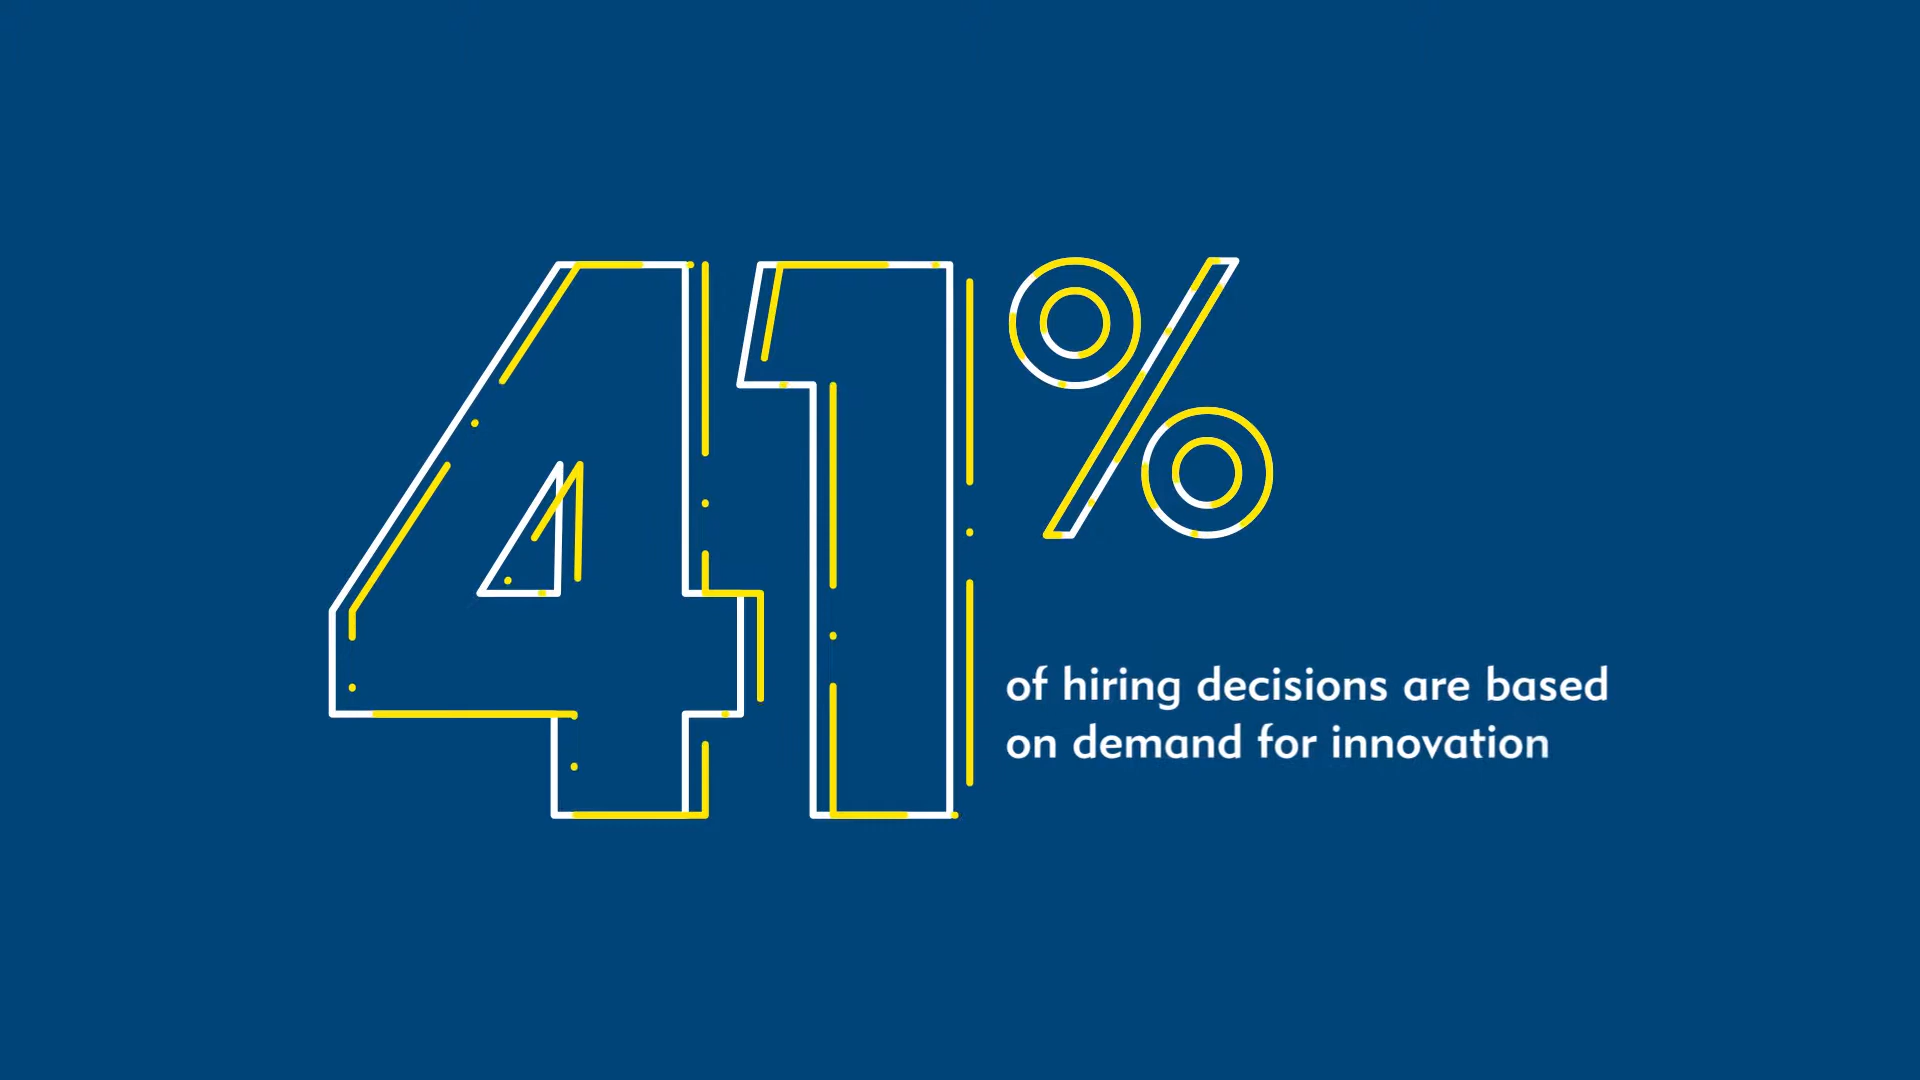 41%
of hiring decisions are based
on demand for innovation